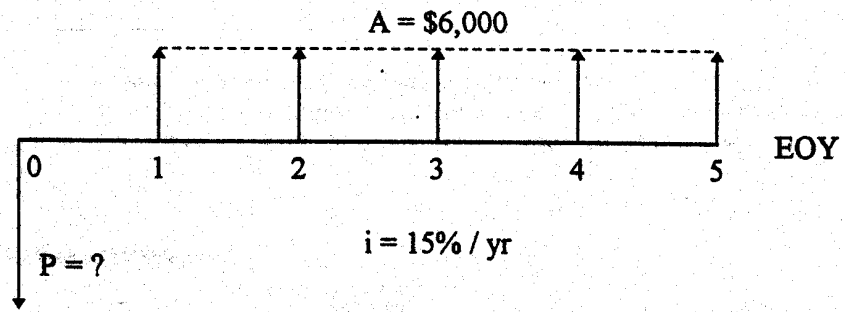 A = $6,000
0 1 2 3 4 5 EOY
i = 15% / yr
P = ?